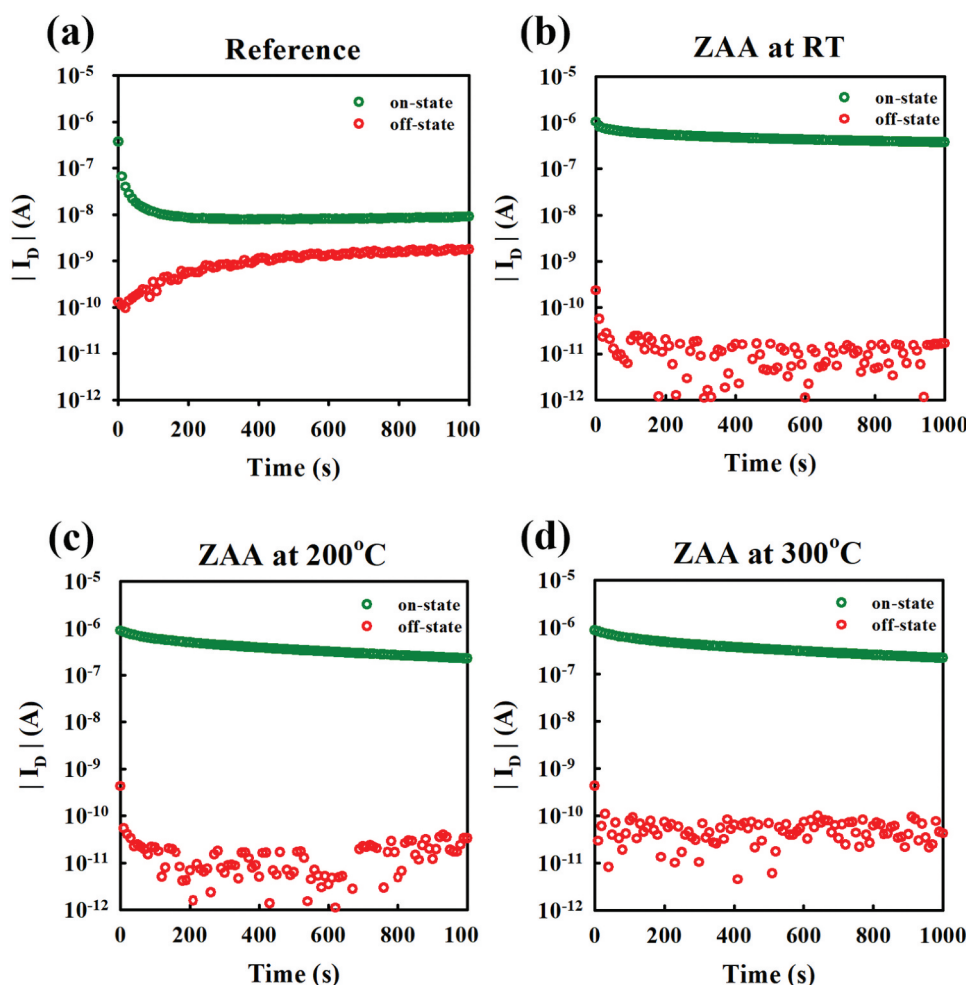 (a)
Reference
| I_D | (A)
10^-5
10^-6
10^-7
10^-8
10^-9
10^-10
10^-11
10^-12
on-state
off-state
0 200 400 600 800 100
Time (s)
(b)
ZAA at RT
| I_D | (A)
10^-5
10^-6
10^-7
10^-8
10^-9
10^-10
10^-11
10^-12
on-state
off-state
0 200 400 600 800 1000
Time (s)
(c)
ZAA at 200°C
| I_D | (A)
10^-5
10^-6
10^-7
10^-8
10^-9
10^-10
10^-11
10^-12
on-state
off-state
0 200 400 600 800 100
Time (s)
(d)
ZAA at 300°C
| I_D | (A)
10^-5
10^-6
10^-7
10^-8
10^-9
10^-10
10^-11
10^-12
on-state
off-state
0 200 400 600 800 1000
Time (s)